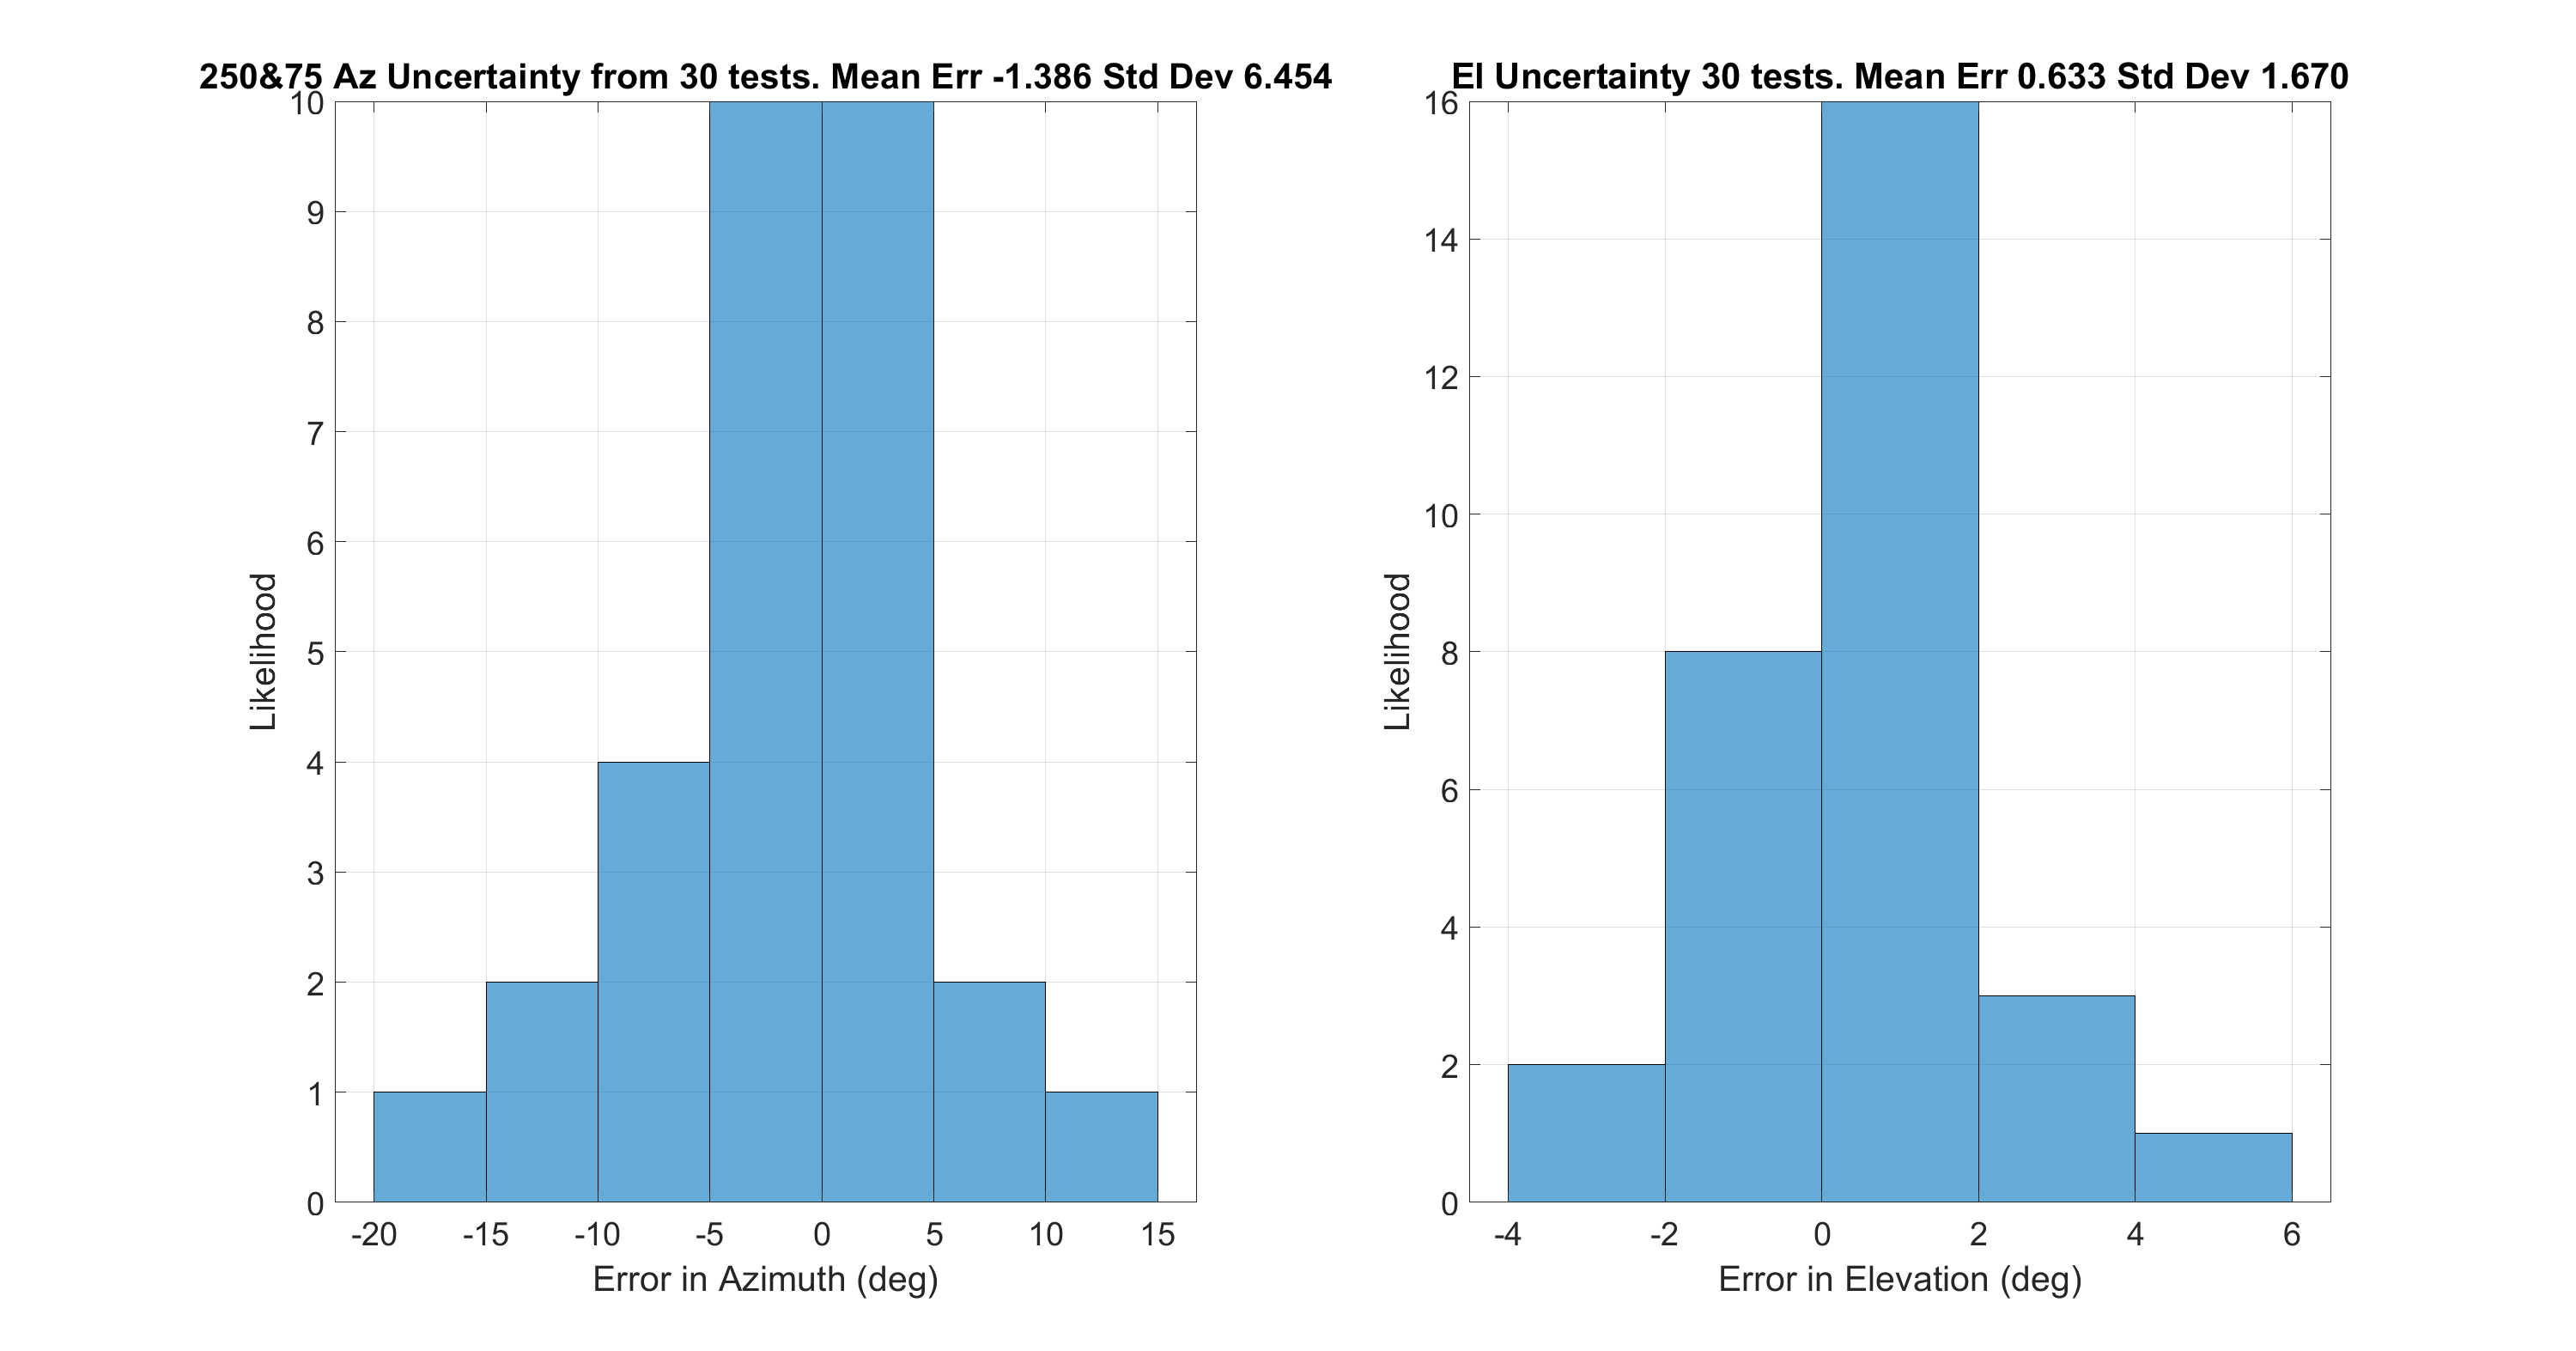 250&75 Az Uncertainty from 30 tests. Mean Err -1.386 Std Dev 6.454
10
9
8
7
6
5
4
3
2
1
0
Likelihood
-20 -15 -10 -5 0 5 10 15
Error in Azimuth (deg)
El Uncertainty 30 tests. Mean Err 0.633 Std Dev 1.670
16
14
12
10
8
6
4
2
0
Likelihood
-4 -2 0 2 4 6
Error in Elevation (deg)